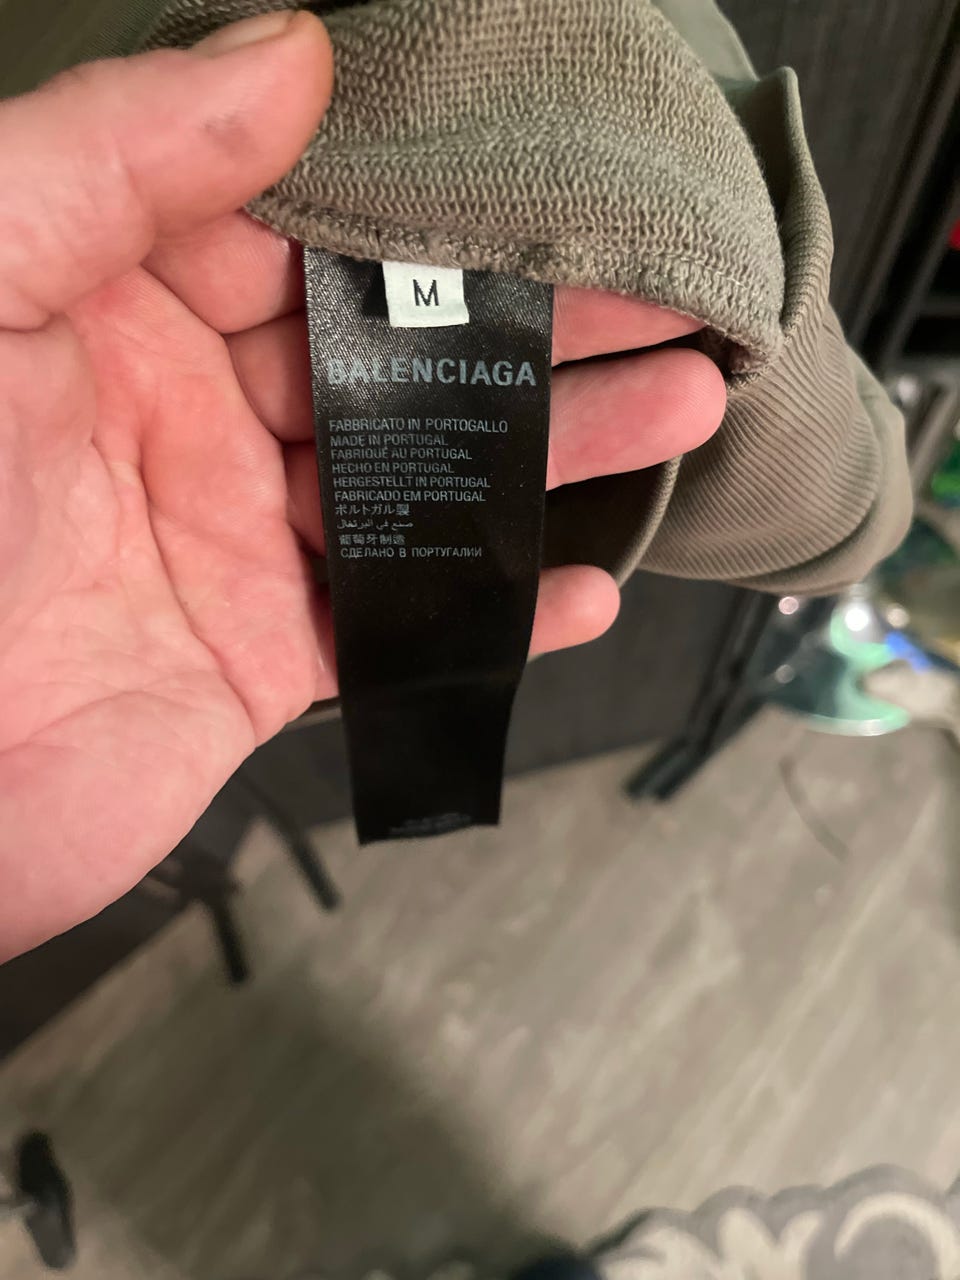 M
BALENCIAGA
FABBRICATO IN PORTOGALLO
MADE IN PORTUGAL
FABRIQUÉ AU PORTUGAL
HECHO EN PORTUGAL
HERGESTELLT IN PORTUGAL
FABRICADO EM PORTUGAL
ポルトガル製
صنع في البرتغال
葡萄牙制造
СДЕЛАНО В ПОРТУГАЛИИ